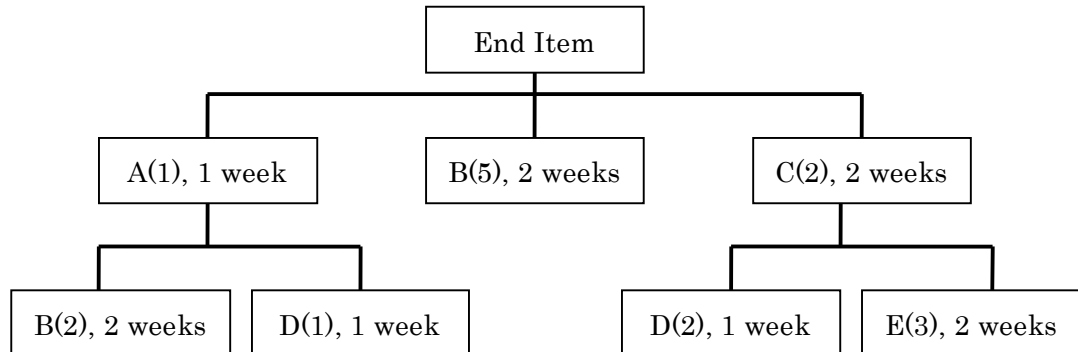 End Item
A(1), 1 week
B(5), 2 weeks
C(2), 2 weeks
B(2), 2 weeks
D(1), 1 week
D(2), 1 week
E(3), 2 weeks